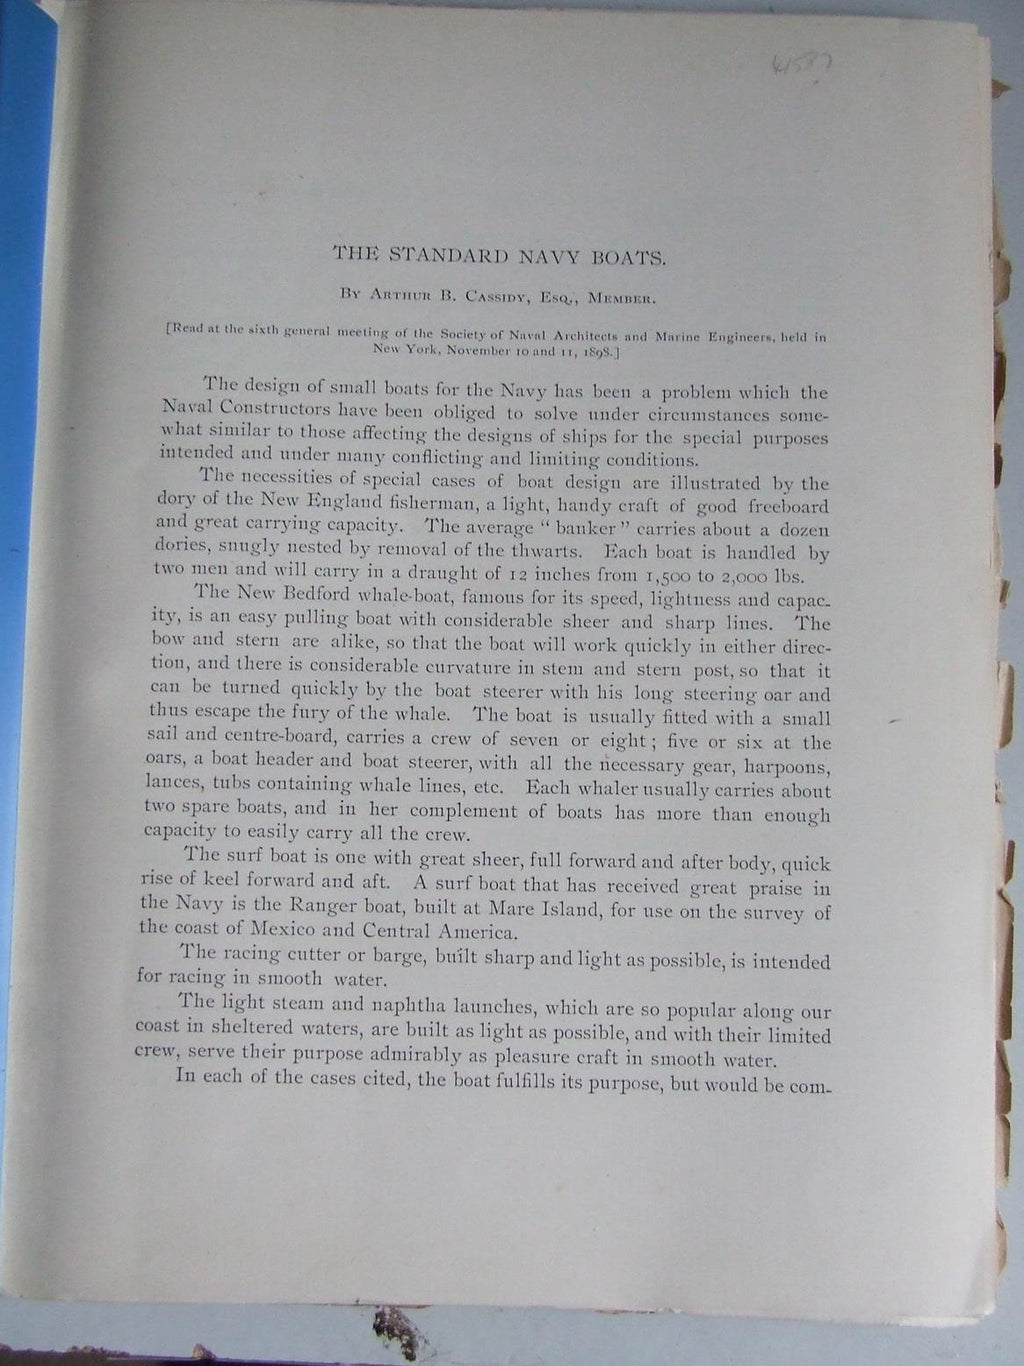 THE STANDARD NAVY BOATS.
By Arthur B. Cassidy, Esq., Member.
[Read at the sixth general meeting of the Society of Naval Architects and Marine Engineers, held in
New York, November 10 and 11, 1898.]
The design of small boats for the Navy has been a problem which the
Naval Constructors have been obliged to solve under circumstances some-
what similar to those affecting the designs of ships for the special purposes
intended and under many conflicting and limiting conditions.
The necessities of special cases of boat design are illustrated by the
dory of the New England fisherman, a light, handy craft of good freeboard
and great carrying capacity. The average “ banker ” carries about a dozen
dories, snugly nested by removal of the thwarts. Each boat is handled by
two men and will carry in a draught of 12 inches from 1,500 to 2,000 lbs.
The New Bedford whale-boat, famous for its speed, lightness and capac-
ity, is an easy pulling boat with considerable sheer and sharp lines. The
bow and stern are alike, so that the boat will work quickly in either direc-
tion, and there is considerable curvature in stem and stern post, so that it
can be turned quickly by the boat steerer with his long steering oar and
thus escape the fury of the whale. The boat is usually fitted with a small
sail and centre-board, carries a crew of seven or eight ; five or six at the
oars, a boat header and boat steerer, with all the necessary gear, harpoons,
lances, tubs containing whale lines, etc. Each whaler usually carries about
two spare boats, and in her complement of boats has more than enough
capacity to easily carry all the crew.
The surf boat is one with great sheer, full forward and after body, quick
rise of keel forward and aft. A surf boat that has received great praise in
the Navy is the Ranger boat, built at Mare Island, for use on the survey of
the coast of Mexico and Central America.
The racing cutter or barge, built sharp and light as possible, is intended
for racing in smooth water.
The light steam and naphtha launches, which are so popular along our
coast in sheltered waters, are built as light as possible, and with their limited
crew, serve their purpose admirably as pleasure craft in smooth water.
In each of the cases cited, the boat fulfills its purpose, but would be com-